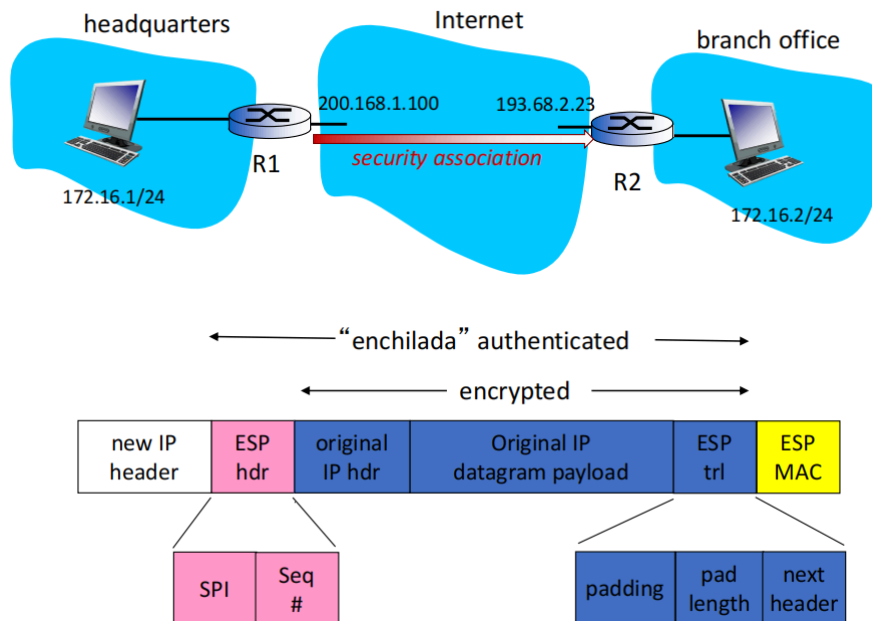 headquarters
Internet
branch office
200.168.1.100
193.68.2.23
security association
R1
R2
172.16.1/24
172.16.2/24
“enchilada” authenticated
encrypted
new IP
header
ESP
hdr
original
IP hdr
Original IP
datagram payload
ESP
trl
ESP
MAC
SPI
Seq
#
padding
pad
length
next
header